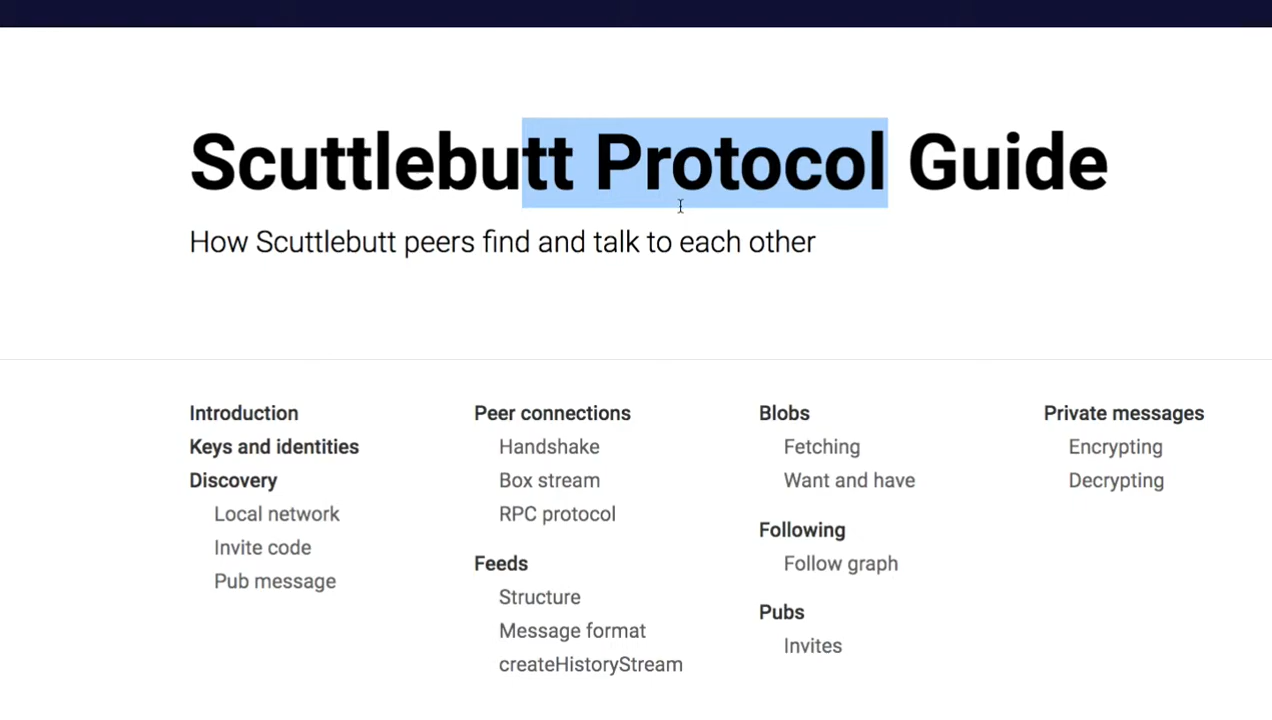 Scuttlebutt Protocol Guide
How Scuttlebutt peers find and talk to each other
Introduction
Keys and identities
Discovery
Local network
Invite code
Pub message
Peer connections
Handshake
Box stream
RPC protocol
Feeds
Structure
Message format
createHistoryStream
Blobs
Fetching
Want and have
Following
Follow graph
Pubs
Invites
Private messages
Encrypting
Decrypting